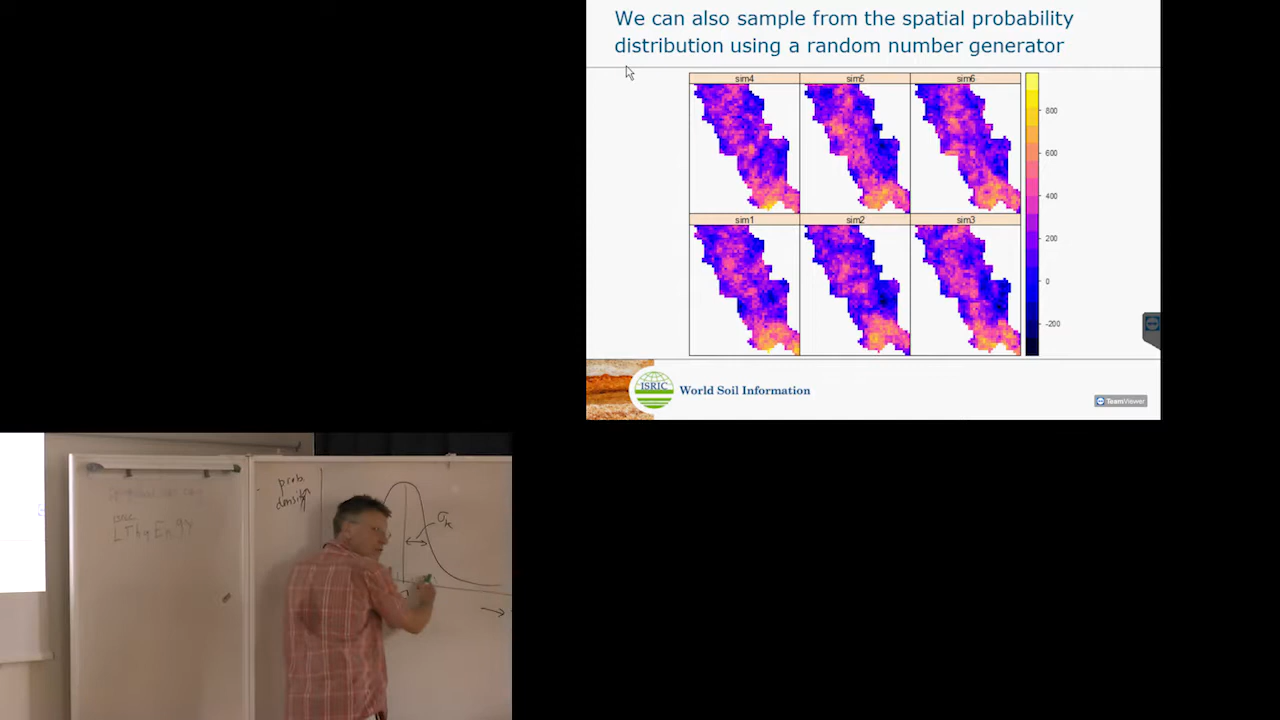 We can also sample from the spatial probability
distribution using a random number generator
sim4
sim5
sim6
sim1
sim2
sim3
800
600
400
200
0
-200
ISRIC
World Soil Information
TeamViewer
prob.
density
σ